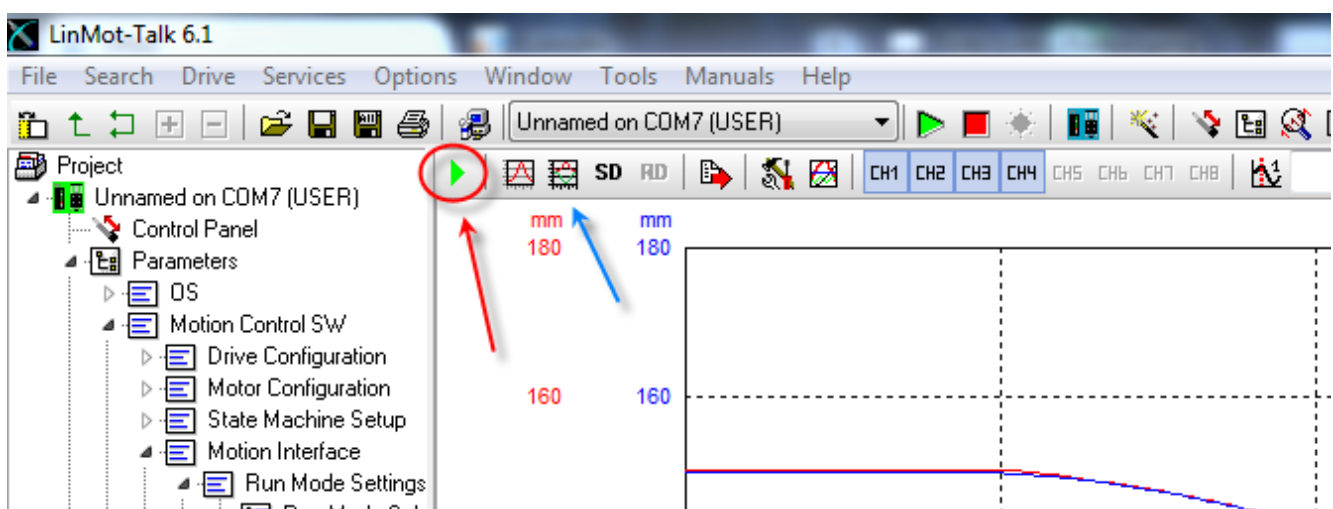 LinMot-Talk 6.1
File Search Drive Services Options Window Tools Manuals Help
Unnamed on COM7 (USER)
Project
SD RD CH1 CH2 CH3 CH4 CH5 CH6 CH7 CH8
Unnamed on COM7 (USER)
Control Panel
mm mm
180 180
Parameters
OS
Motion Control SW
Drive Configuration
Motor Configuration
160 160
State Machine Setup
Motion Interface
Run Mode Settings